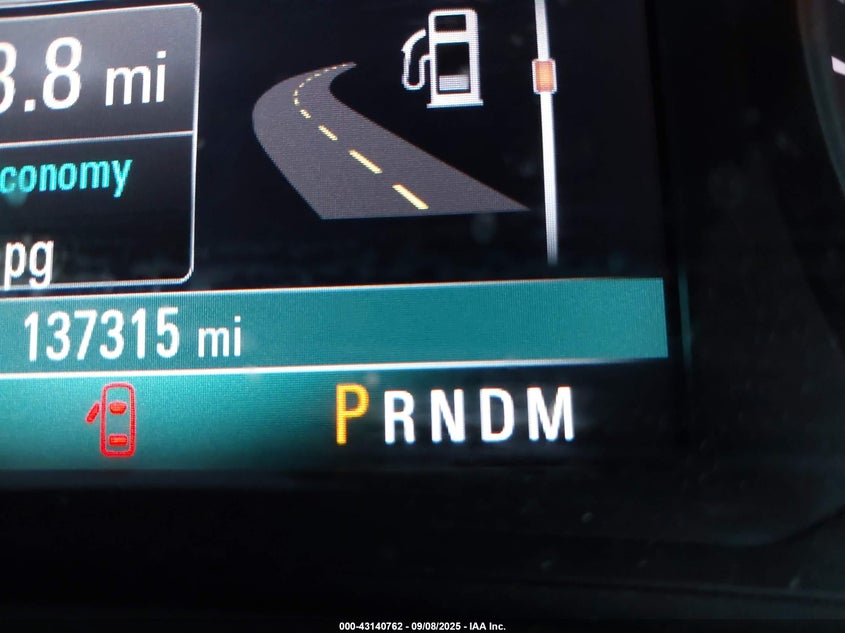 3.8 mi
conomy
pg
137315 mi
PRNDM
000-43140762 - 09/08/2025 - IAA Inc.